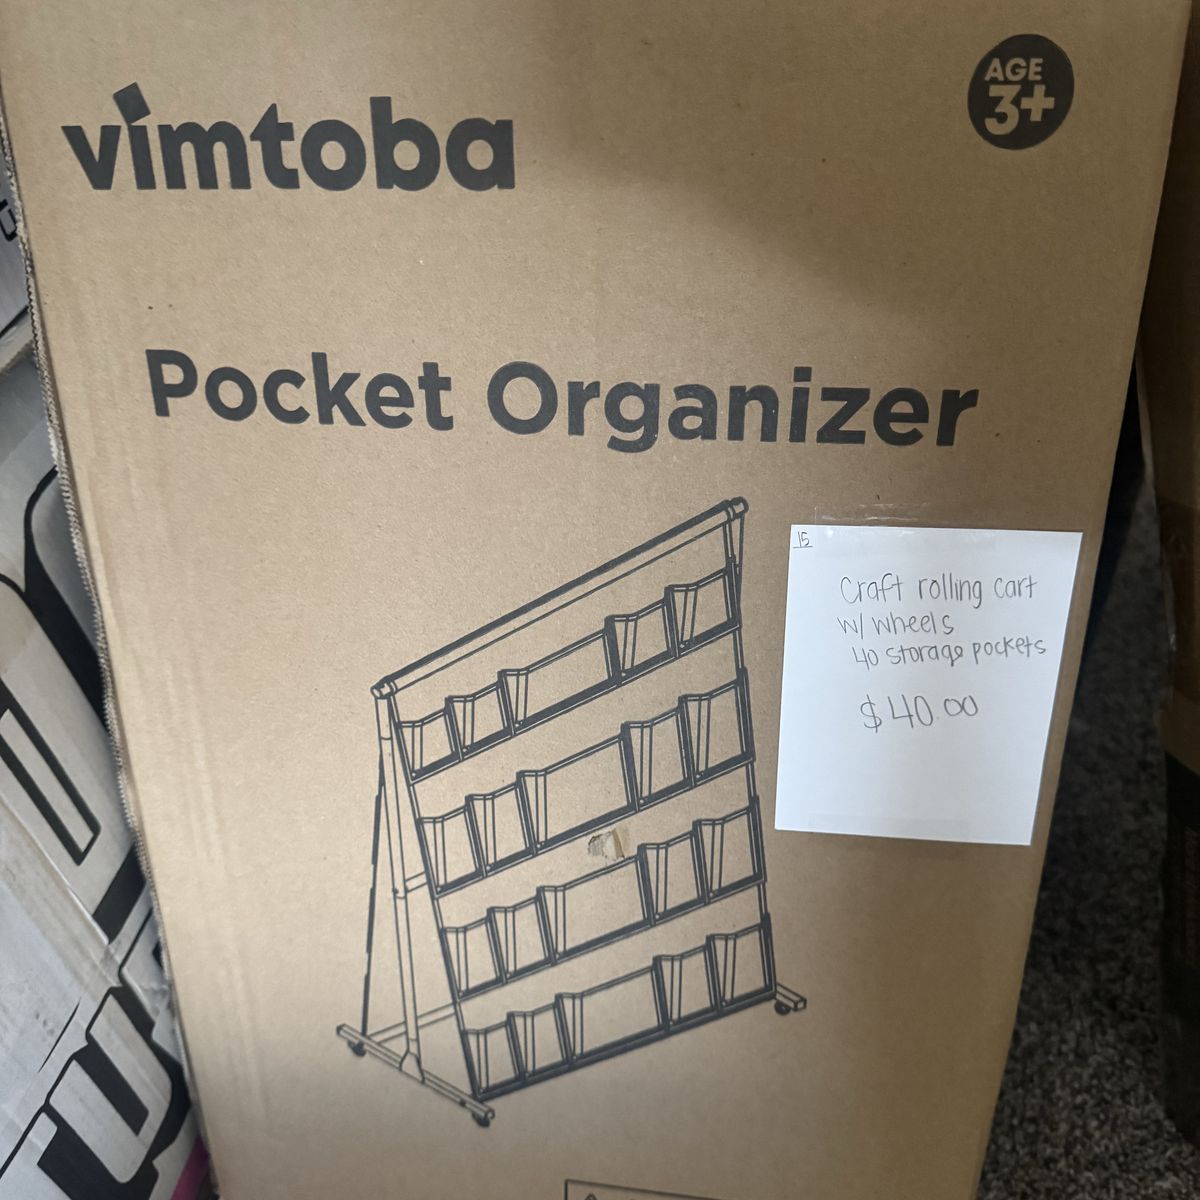 vimtoba
AGE
3+
Pocket Organizer
15
Craft rolling cart
w/ wheels
40 storage pockets
$40.00